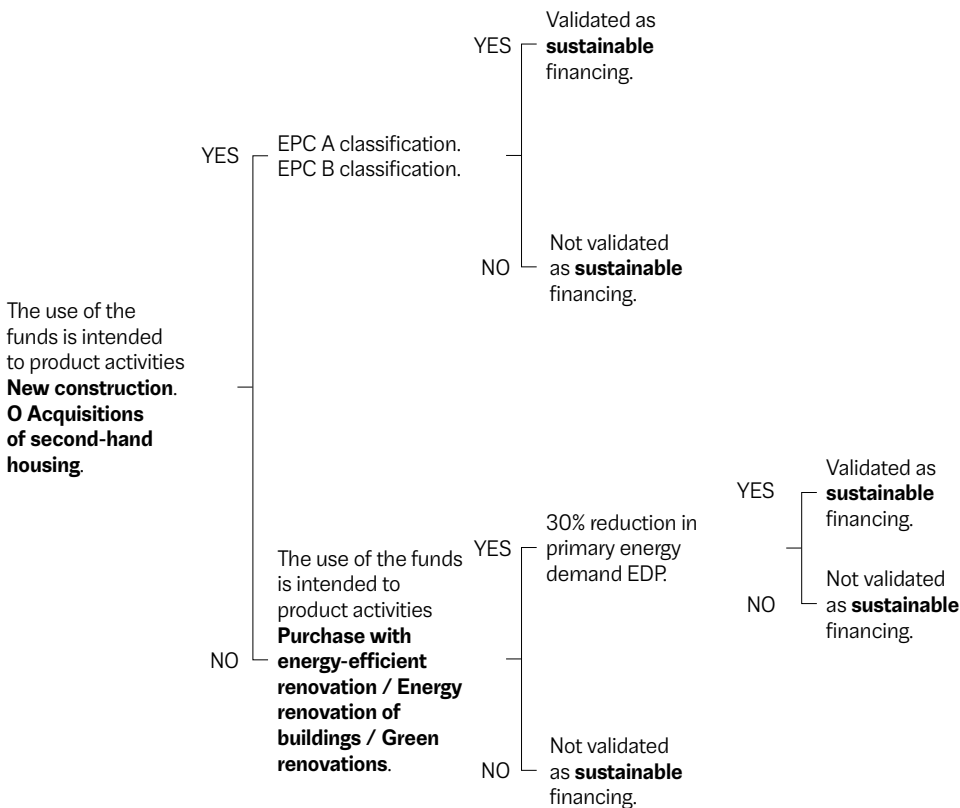 The use of the
funds is intended
to product activities
New construction.
O Acquisitions
of second-hand
housing.
YES
EPC A classification.
EPC B classification.
YES
Validated as
sustainable
financing.
NO
Not validated
as sustainable
financing.
NO
The use of the funds
is intended to
product activities
Purchase with
energy-efficient
renovation / Energy
renovation of
buildings / Green
renovations.
YES
30% reduction in
primary energy
demand EDP.
YES
Validated as
sustainable
financing.
NO
Not validated
as sustainable
financing.
NO
Not validated
as sustainable
financing.